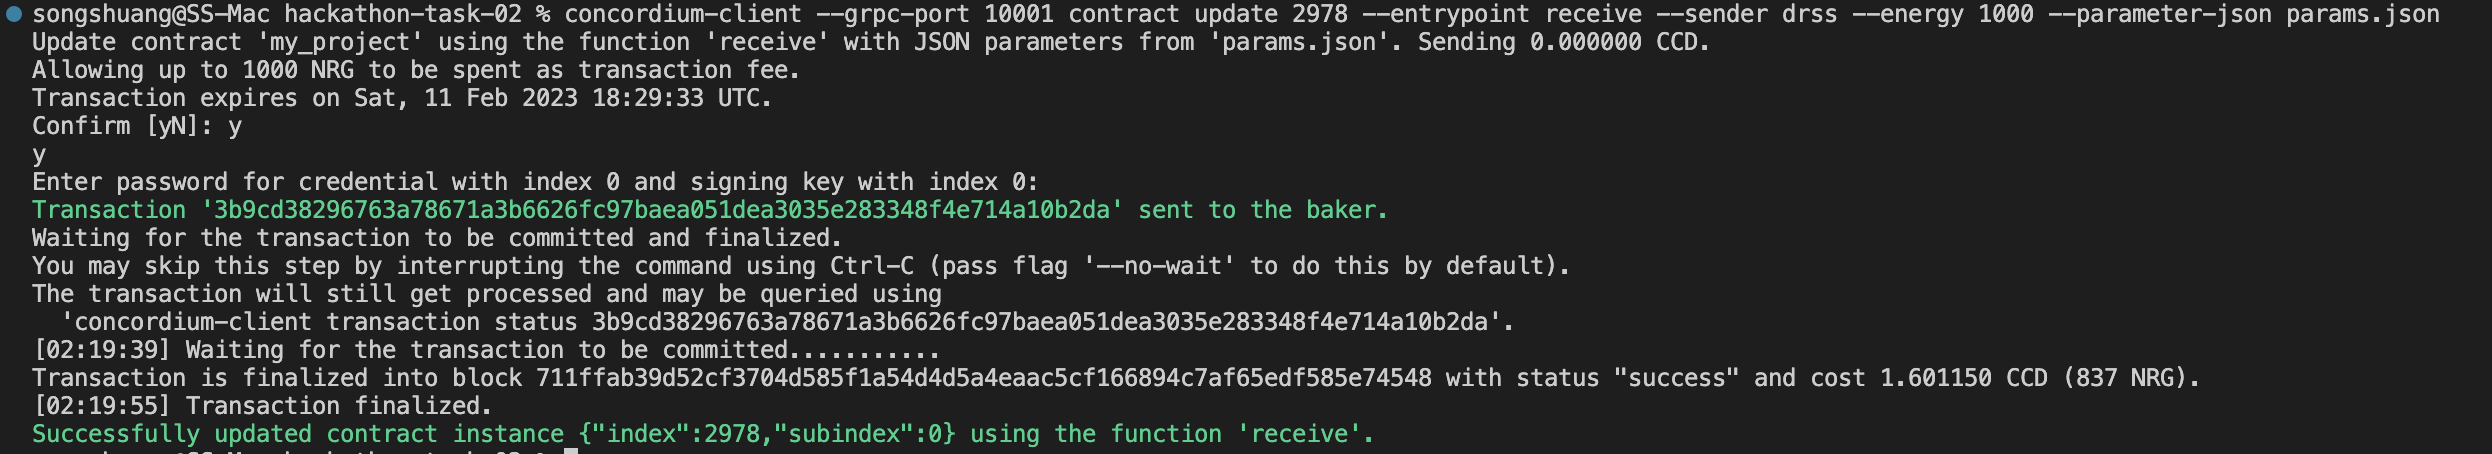 songshuang@SS-Mac hackathon-task-02 % concordium-client --grpc-port 10001 contract update 2978 --entrypoint receive --sender drss --energy 1000 --parameter-json params.json
Update contract 'my_project' using the function 'receive' with JSON parameters from 'params.json'. Sending 0.000000 CCD.
Allowing up to 1000 NRG to be spent as transaction fee.
Transaction expires on Sat, 11 Feb 2023 18:29:33 UTC.
Confirm [yN]: y
y
Enter password for credential with index 0 and signing key with index 0:
Transaction '3b9cd38296763a78671a3b6626fc97baea051dea3035e283348f4e714a10b2da' sent to the baker.
Waiting for the transaction to be committed and finalized.
You may skip this step by interrupting the command using Ctrl-C (pass flag '--no-wait' to do this by default).
The transaction will still get processed and may be queried using
  'concordium-client transaction status 3b9cd38296763a78671a3b6626fc97baea051dea3035e283348f4e714a10b2da'.
[02:19:39] Waiting for the transaction to be committed...........
Transaction is finalized into block 711ffab39d52cf3704d585f1a54d4d5a4eaac5cf166894c7af65edf585e74548 with status "success" and cost 1.601150 CCD (837 NRG).
[02:19:55] Transaction finalized.
Successfully updated contract instance {"index":2978,"subindex":0} using the function 'receive'.